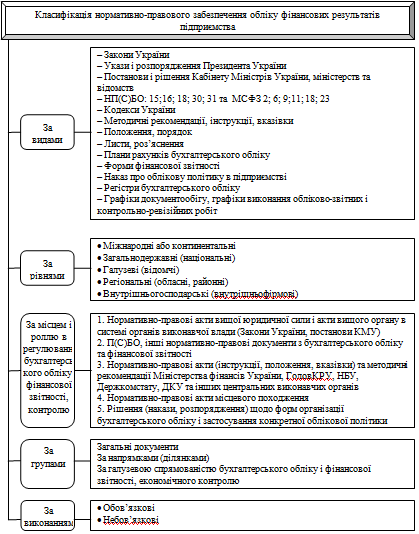 Класифікація нормативно-правового забезпечення обліку фінансових результатів
підприємства
За
видами
– Закони України
– Укази і розпорядження Президента України
– Постанови і рішення Кабінету Міністрів України, міністерств та
відомств
– НП(С)БО: 15;16; 18; 30; 31 та МСФЗ 2; 6; 9;11; 18; 23
– Кодекси України
– Методичні рекомендації, інструкції, вказівки
– Положення, порядок
– Листи, роз’яснення
– Плани рахунків бухгалтерського обліку
– Форми фінансової звітності
– Наказ про облікову політику в підприємстві
– Регістри бухгалтерського обліку
– Графіки документообігу, графіки виконання обліково-звітних і
контрольно-ревізійних робіт
За
рівнями
• Міжнародні або континентальні
• Загальнодержавні (національні)
• Галузеві (відомчі)
• Регіональні (обласні, районні)
• Внутрішньогосподарські (внутрішньофірмові)
За місцем і
роллю в
регулюванн
бухгалтерсь
кого обліку
фінансової
звітності,
контролю
1. Нормативно-правові акти вищої юридичної сили і акти вищого органу в
системі органів виконавчої влади (Закони України, постанови КМУ)
2. П(С)БО, інші нормативно-правові документи з бухгалтерського обліку
та фінансової звітності
3. Нормативно-правові акти (інструкції, положення, вказівки) та методичні
рекомендації Міністерства фінансів України, ГоловКРУ, НБУ,
Держкомстату, ДКУ та інших центральних виконавчих органів
4. Нормативно-правові акти місцевого походження
5. Рішення (накази, розпорядження) щодо форм організації
бухгалтерського обліку і застосування конкретної облікової політики
За
групами
Загальні документи
За напрямками (ділянками)
За галузевою спрямованістю бухгалтерського обліку і фінансової
звітності, економічного контролю
За
виконанням
• Обов’язкові
• Небов’язкові